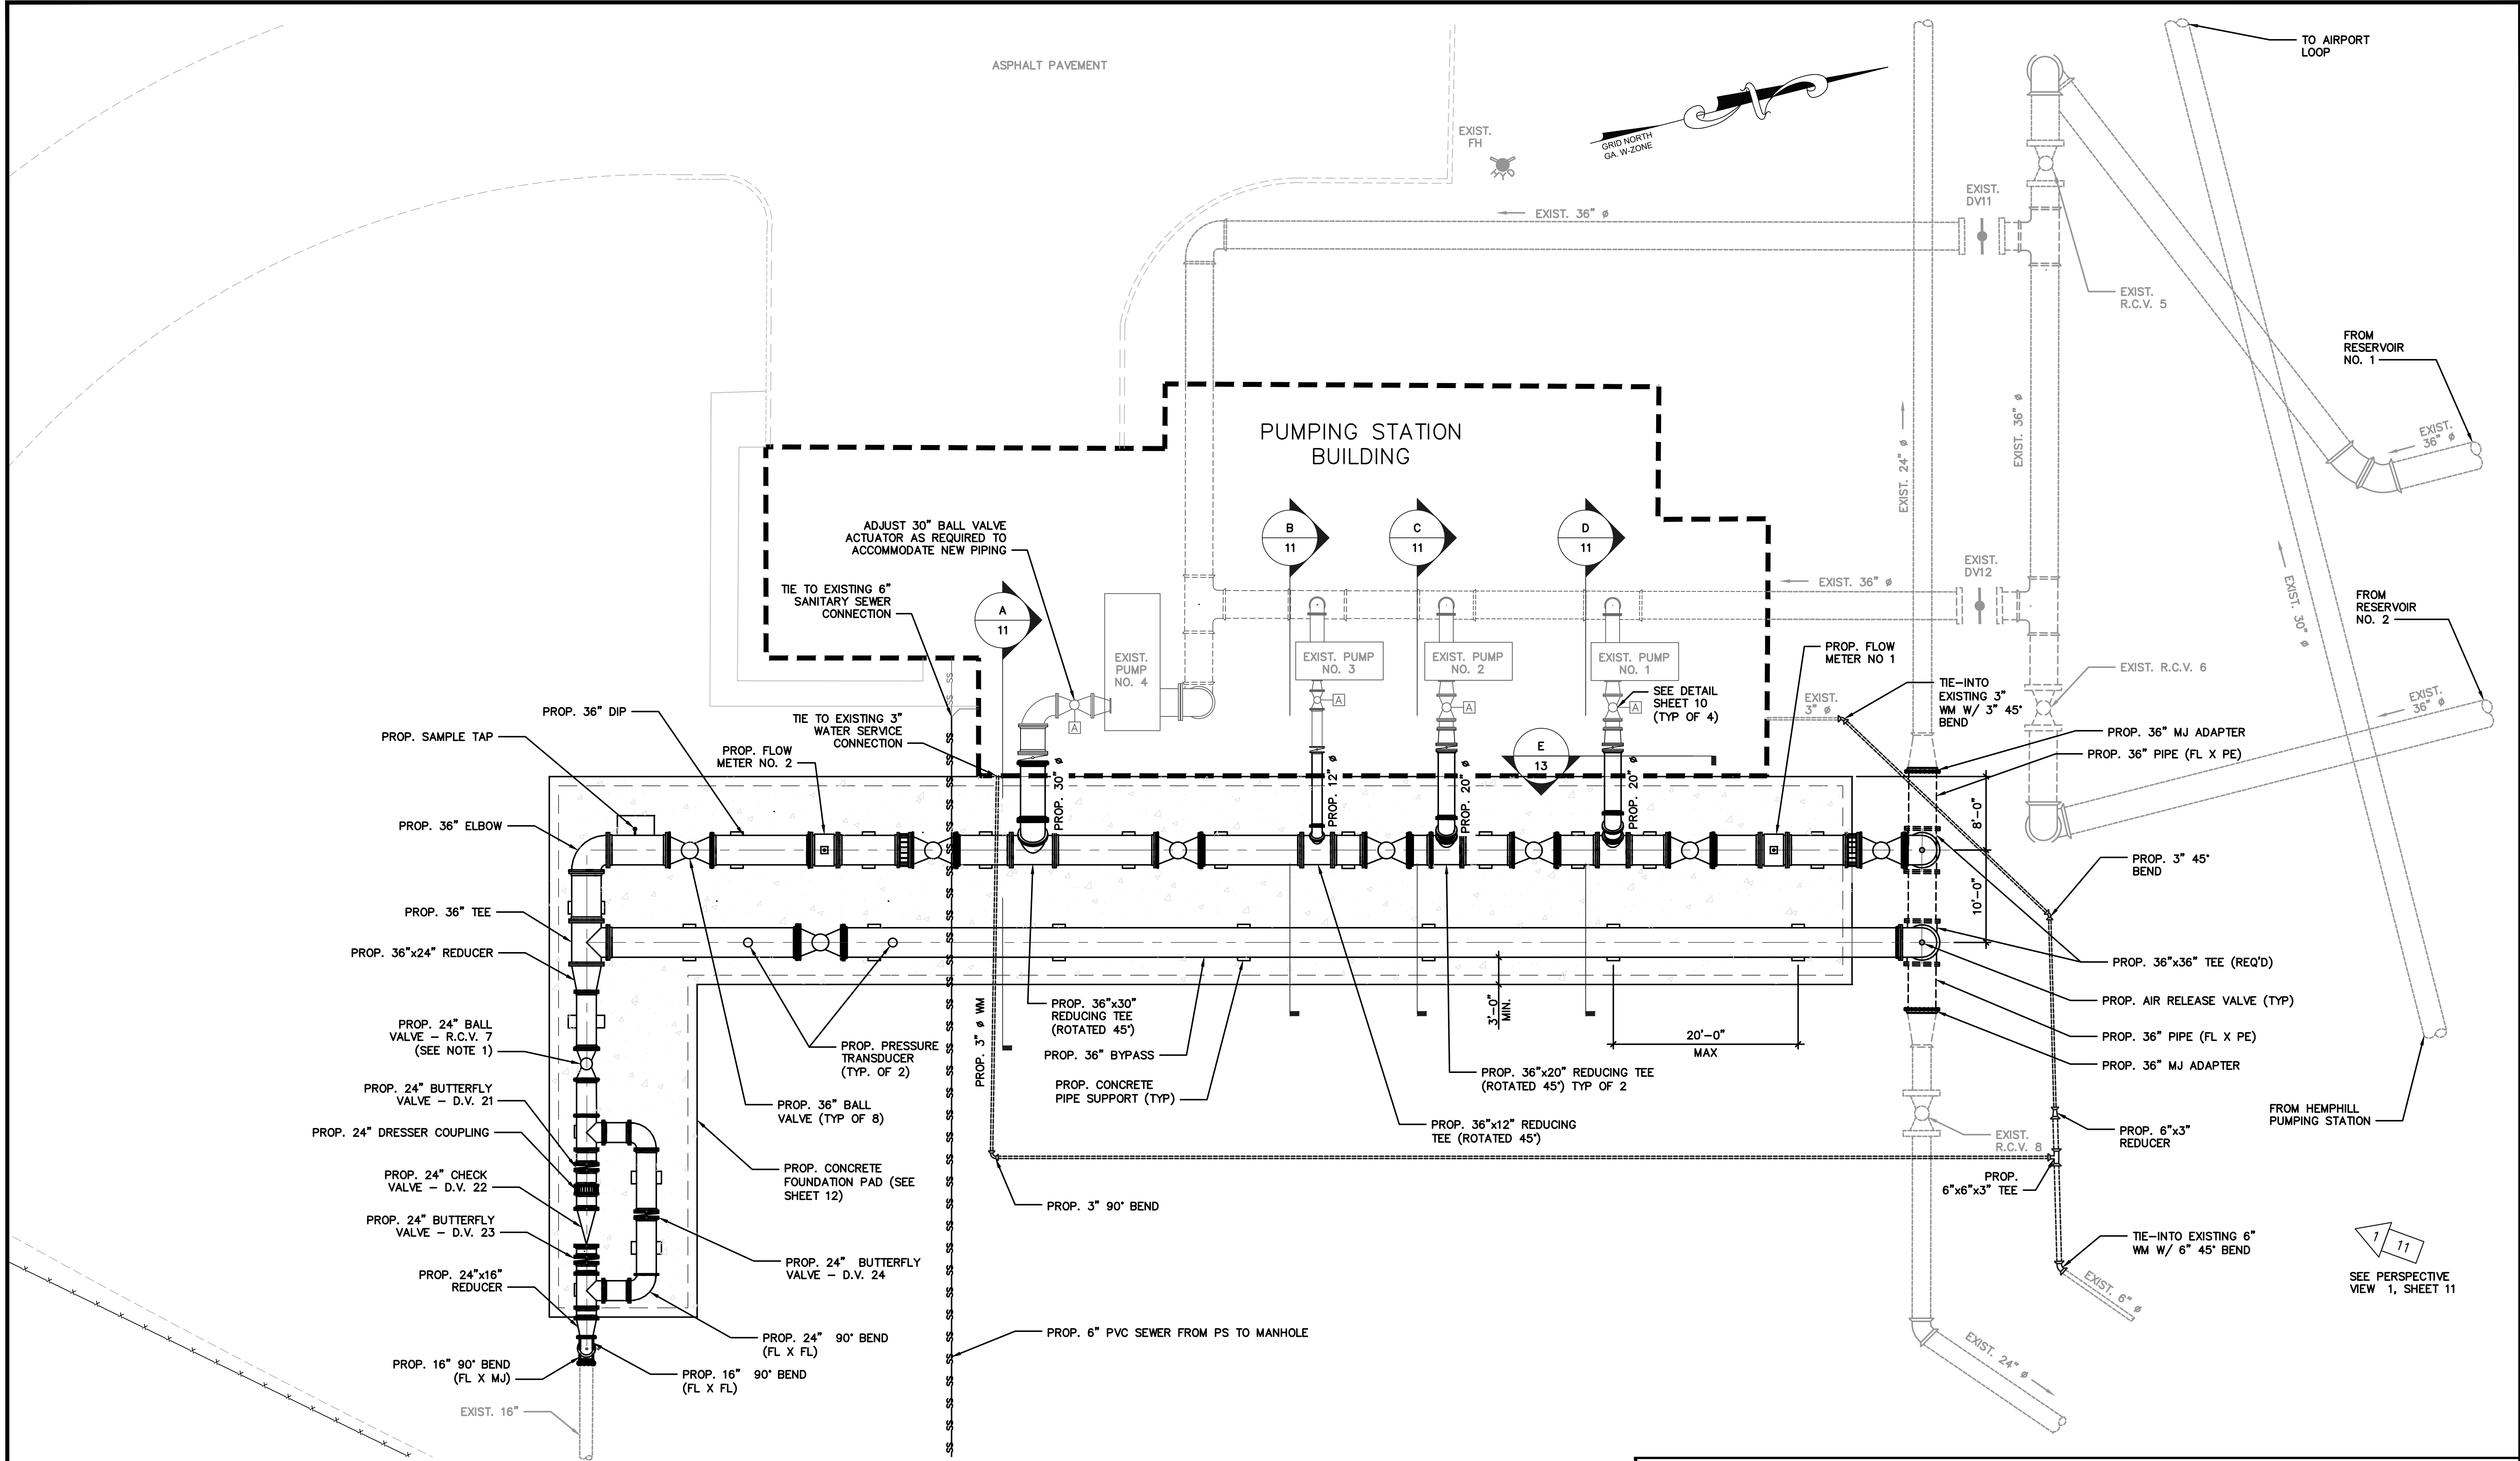 ASPHALT PAVEMENT
GRID NORTH
GA. W-ZONE
EXIST.
FH
HYD
TO AIRPORT
LOOP
EXIST. 36" ø
EXIST.
DV11
EXIST.
R.C.V. 5
FROM
RESERVOIR
NO. 1
EXIST.
36" ø
EXIST. 24" ø
EXIST. 36" ø
PUMPING STATION
BUILDING
ADJUST 30" BALL VALVE
ACTUATOR AS REQUIRED TO
ACCOMMODATE NEW PIPING
B
11
C
11
D
11
TIE TO EXISTING 6"
SANITARY SEWER
CONNECTION
A
11
EXIST. 36" ø
EXIST.
DV12
EXIST. 30" ø
FROM
RESERVOIR
NO. 2
EXIST.
PUMP
NO. 4
EXIST. PUMP
NO. 3
EXIST. PUMP
NO. 2
EXIST. PUMP
NO. 1
PROP. FLOW
METER NO 1
EXIST. R.C.V. 6
EXIST.
36" ø
A
A
A
A
SEE DETAIL
SHEET 10
(TYP OF 4)
EXIST.
3" ø
TIE-INTO
EXISTING 3"
WM W/ 3" 45°
BEND
PROP. 36" DIP
PROP. SAMPLE TAP
TIE TO EXISTING 3"
WATER SERVICE
CONNECTION
PROP. FLOW
METER NO. 2
E
13
PROP. 36" MJ ADAPTER
PROP. 36" PIPE (FL X PE)
PROP. 30" ø
PROP. 12" ø
PROP. 20" ø
PROP. 20" ø
8'-0"
10'-0"
PROP. 36" ELBOW
PROP. 3" 45°
BEND
PROP. 36" TEE
PROP. 36"x24" REDUCER
PROP. 36"x36" TEE (REQ'D)
PROP. AIR RELEASE VALVE (TYP)
PROP. 36" PIPE (FL X PE)
PROP. 36" MJ ADAPTER
PROP. 24" BALL
VALVE - R.C.V. 7
(SEE NOTE 1)
PROP. PRESSURE
TRANSDUCER
(TYP. OF 2)
PROP. 3" ø WM
PROP. 36"x30"
REDUCING TEE
(ROTATED 45°)
PROP. 36" BYPASS
PROP. CONCRETE
PIPE SUPPORT (TYP)
3'-0"
MIN.
20'-0"
MAX
PROP. 36"x20" REDUCING TEE
(ROTATED 45°) TYP OF 2
PROP. 36"x12" REDUCING
TEE (ROTATED 45°)
PROP. 24" BUTTERFLY
VALVE - D.V. 21
PROP. 36" BALL
VALVE (TYP OF 8)
PROP. 24" DRESSER COUPLING
FROM HEMPHILL
PUMPING STATION
PROP. 6"x3"
REDUCER
EXIST.
R.C.V. 8
PROP. 24" CHECK
VALVE - D.V. 22
PROP. CONCRETE
FOUNDATION PAD (SEE
SHEET 12)
PROP.
6"x6"x3" TEE
PROP. 3" 90° BEND
PROP. 24" BUTTERFLY
VALVE - D.V. 23
TIE-INTO EXISTING 6"
WM W/ 6" 45° BEND
1
11
SEE PERSPECTIVE
VIEW 1, SHEET 11
PROP. 24" BUTTERFLY
VALVE - D.V. 24
PROP. 24"x16"
REDUCER
EXIST. 6" ø
PROP. 6" PVC SEWER FROM PS TO MANHOLE
PROP. 24" 90° BEND
(FL X FL)
PROP. 16" 90° BEND
(FL X MJ)
PROP. 16" 90° BEND
(FL X FL)
EXIST. 24" ø
EXIST. 16"